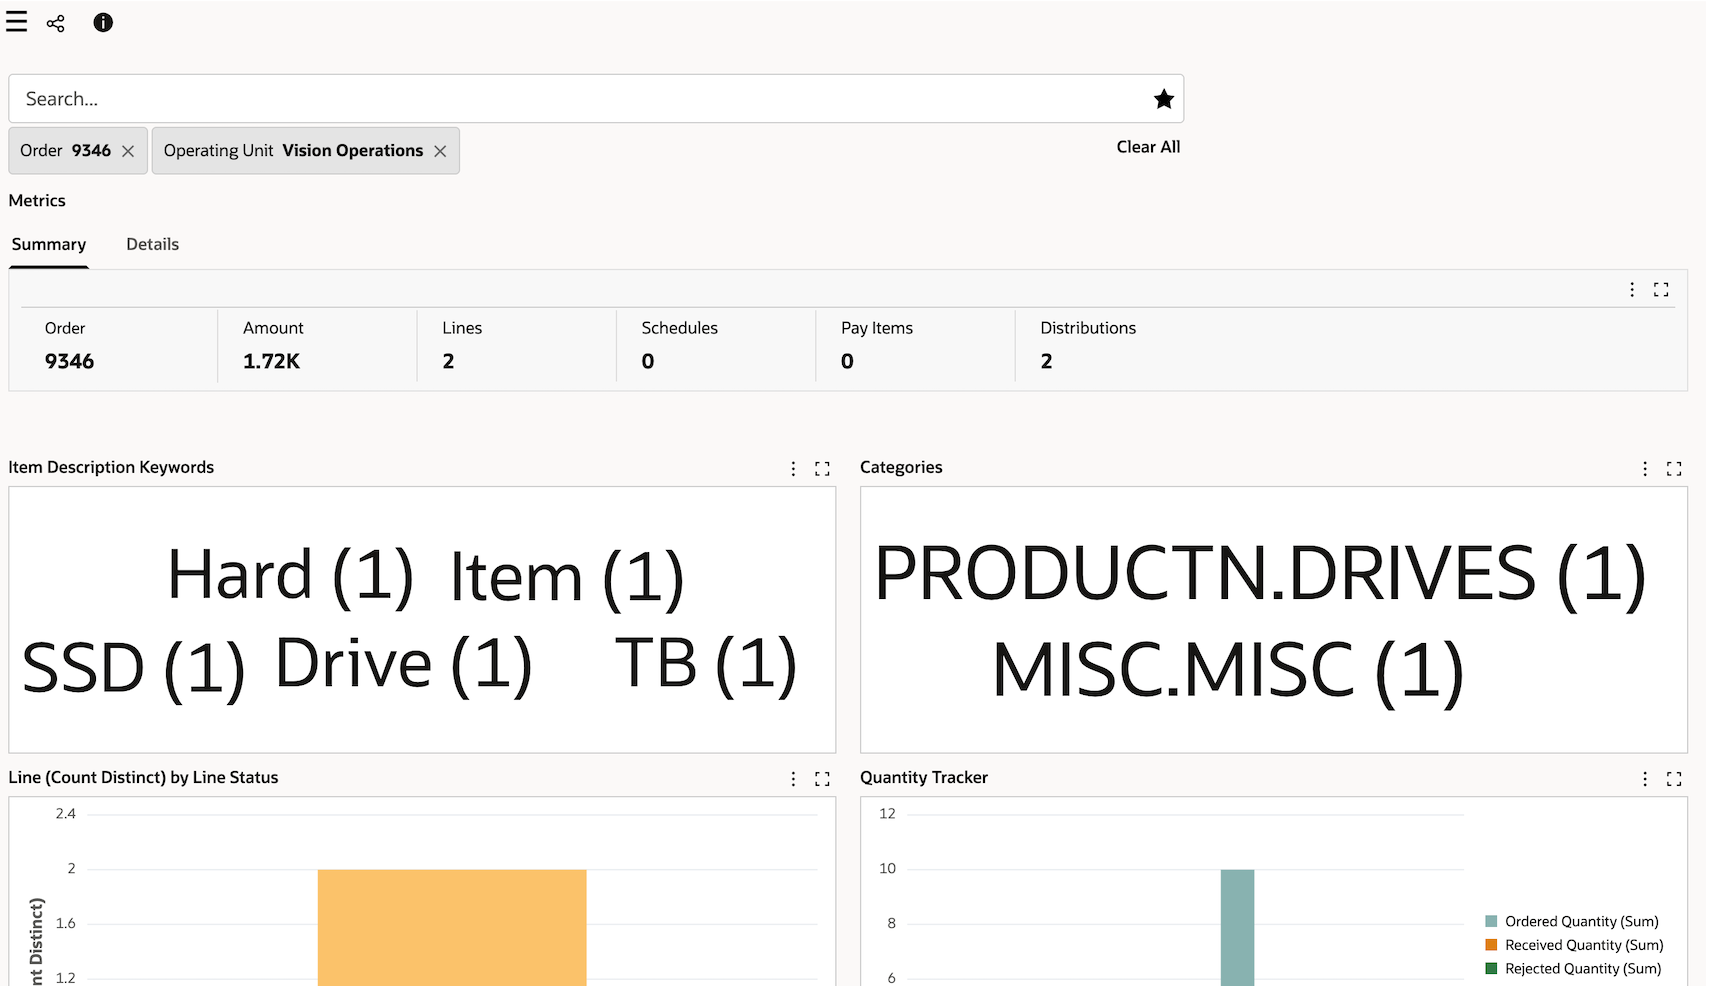 Search...
Order 9346
Operating Unit Vision Operations
Clear All
Metrics
Summary Details
Order Amount Lines Schedules Pay Items Distributions
9346 1.72K 2 0 0 2
Item Description Keywords
Hard (1) Item (1)
SSD (1) Drive (1) TB (1)
Categories
PRODUCTN.DRIVES (1)
MISC.MISC (1)
Line (Count Distinct) by Line Status
2.4
2
1.6
1.2
nt Distinct)
Quantity Tracker
12
10
8
6
Ordered Quantity (Sum)
Received Quantity (Sum)
Rejected Quantity (Sum)